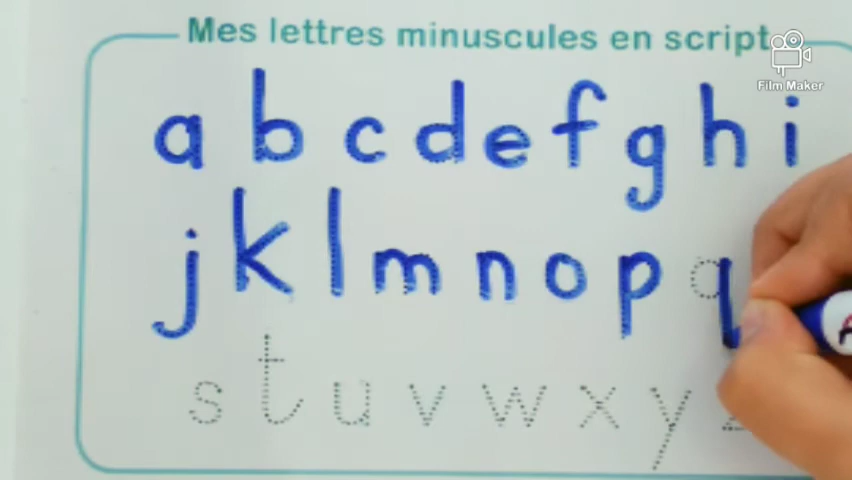 Mes lettres minuscules en script
Film Maker
a b c d e f g h i
j k l m n o p q
s t u v w x y z